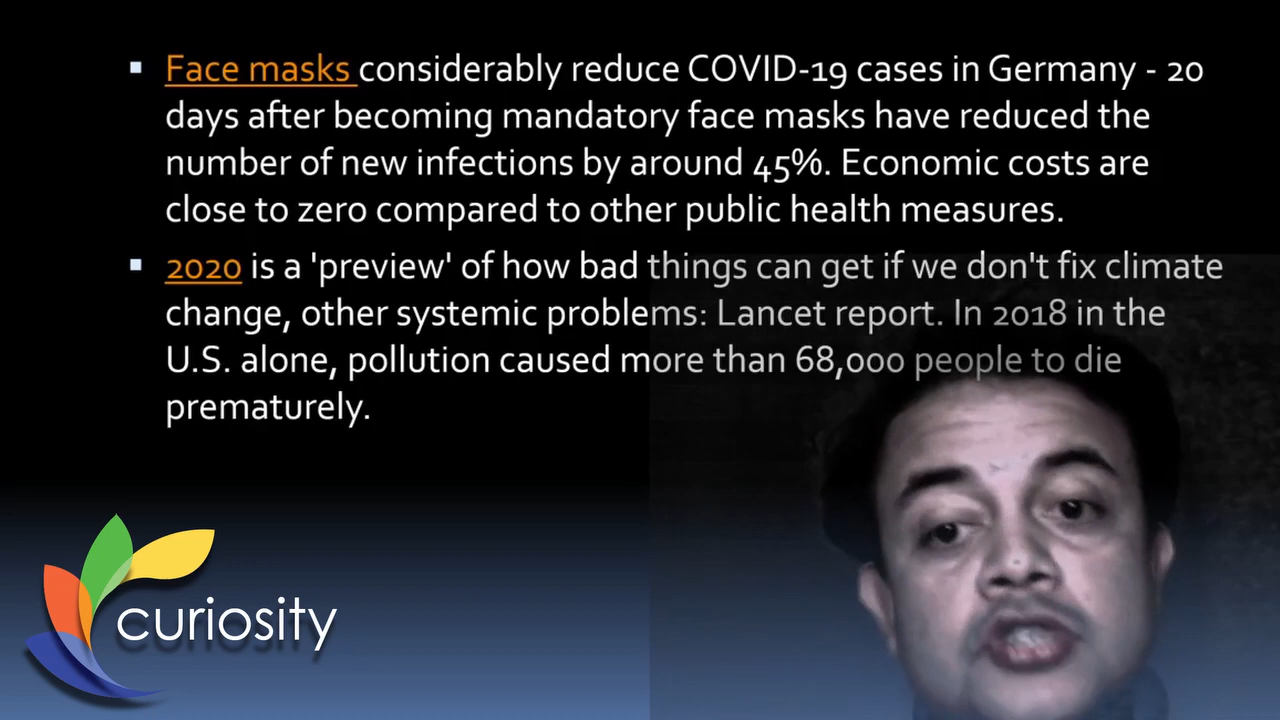 Face masks considerably reduce COVID-19 cases in Germany - 20
days after becoming mandatory face masks have reduced the
number of new infections by around 45%. Economic costs are
close to zero compared to other public health measures.
2020 is a 'preview' of how bad things can get if we don't fix climate
change, other systemic problems: Lancet report. In 2018 in the
U.S. alone, pollution caused more than 68,000 people to die
prematurely.
curiosity